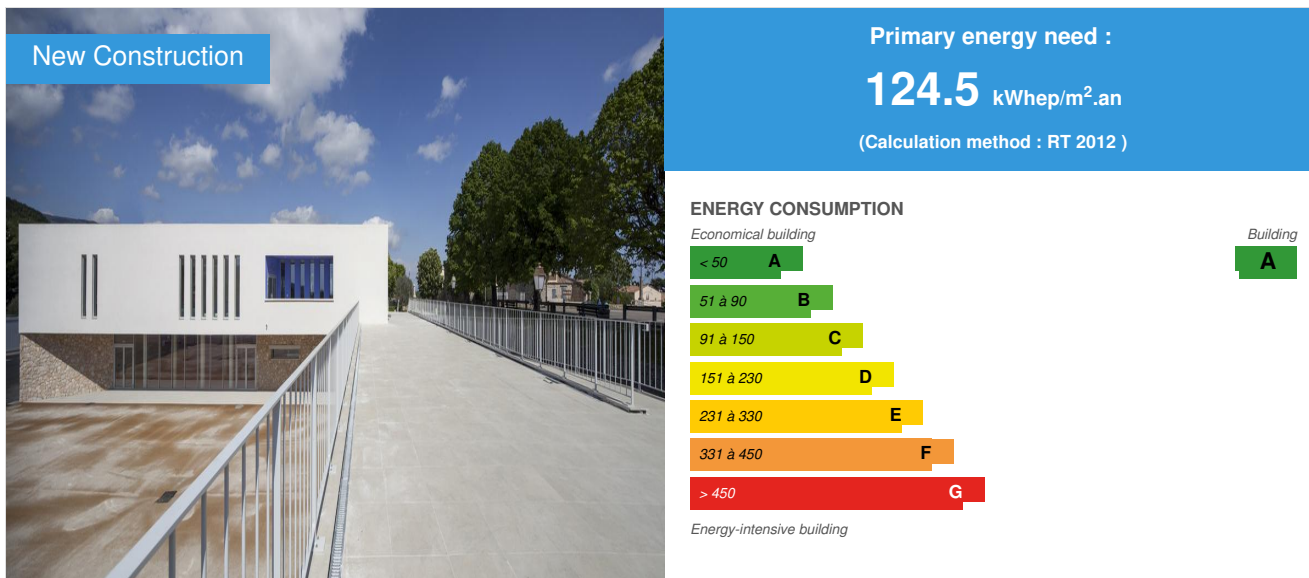 New Construction
Primary energy need :
124.5 kWhep/m².an
(Calculation method : RT 2012 )
ENERGY CONSUMPTION
Economical building
Building
< 50 A
A
51 à 90 B
91 à 150 C
151 à 230 D
231 à 330 E
331 à 450 F
> 450 G
Energy-intensive building